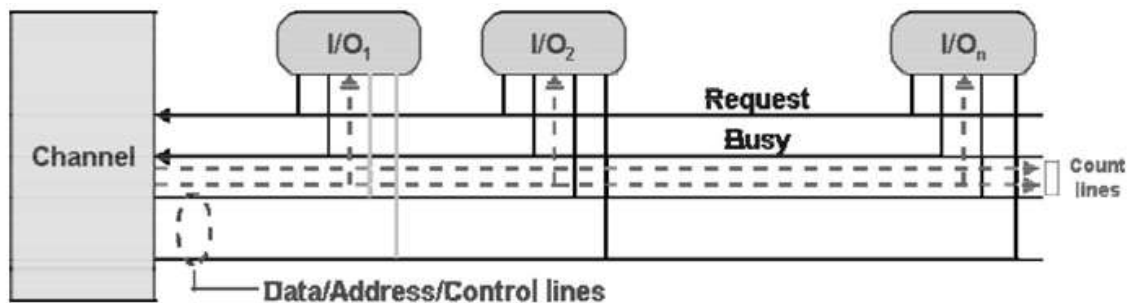 I/O1
I/O2
I/On
Request
Busy
Channel
Count
lines
Data/Address/Control lines